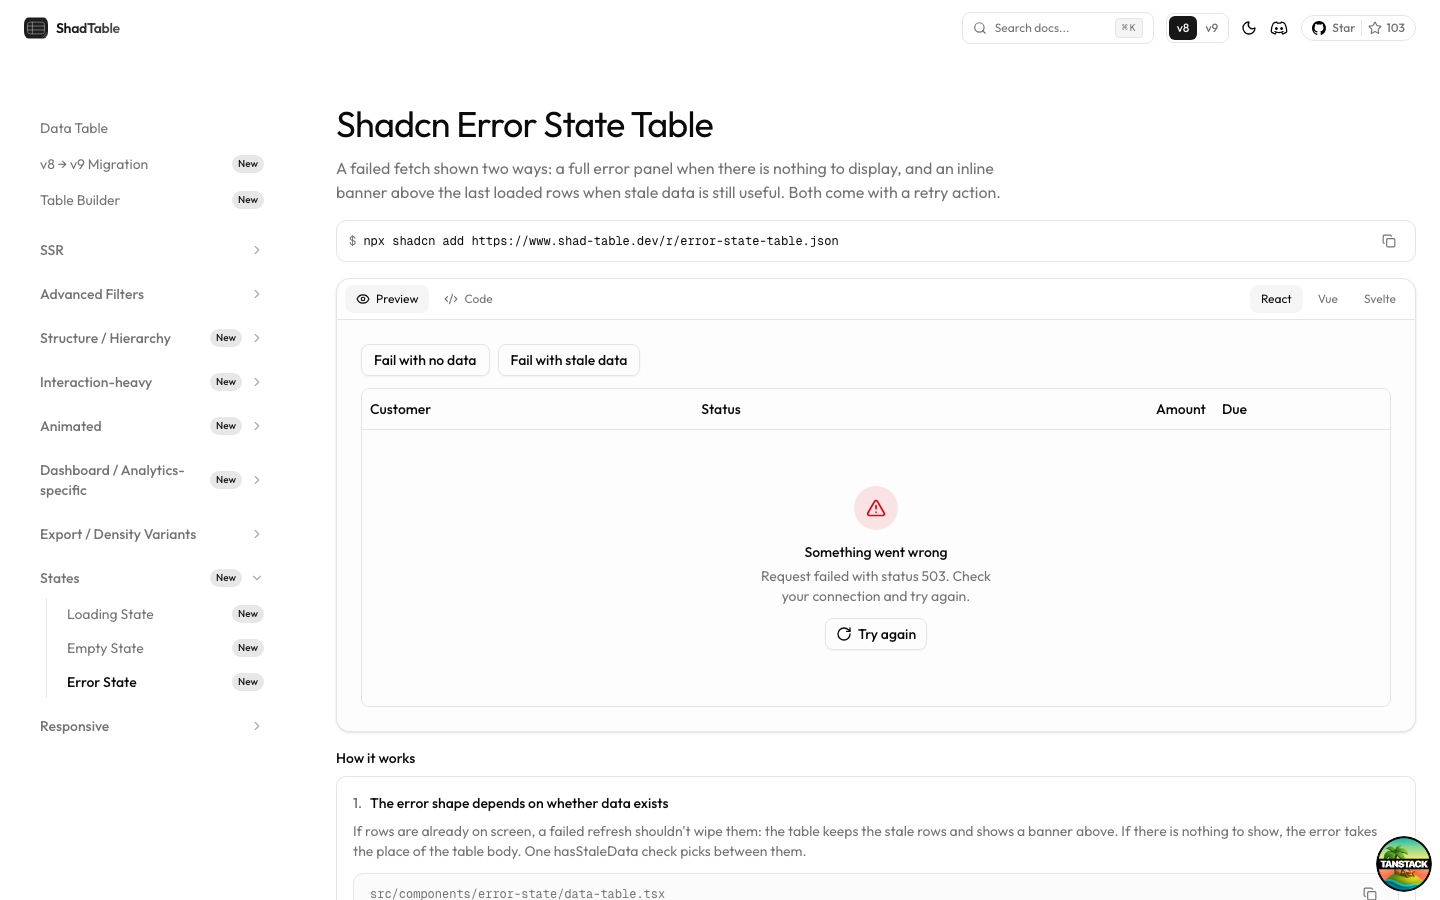 ShadTable
Search docs...
⌘K
v8
v9
Star
103
Data Table
v8 → v9 Migration
New
Table Builder
New
SSR
Advanced Filters
Structure / Hierarchy
New
Interaction-heavy
New
Animated
New
Dashboard / Analytics-
specific
New
Export / Density Variants
States
New
Loading State
New
Empty State
New
Error State
New
Responsive
Shadcn Error State Table
A failed fetch shown two ways: a full error panel when there is nothing to display, and an inline
banner above the last loaded rows when stale data is still useful. Both come with a retry action.
$ npx shadcn add https://www.shad-table.dev/r/error-state-table.json
Preview
Code
React
Vue
Svelte
Fail with no data
Fail with stale data
Customer
Status
Amount
Due
Something went wrong
Request failed with status 503. Check
your connection and try again.
Try again
How it works
1. The error shape depends on whether data exists
If rows are already on screen, a failed refresh shouldn't wipe them: the table keeps the stale rows and shows a banner above. If there is nothing to show, the error takes
the place of the table body. One hasStaleData check picks between them.
src/components/error-state/data-table.tsx
TANSTACK